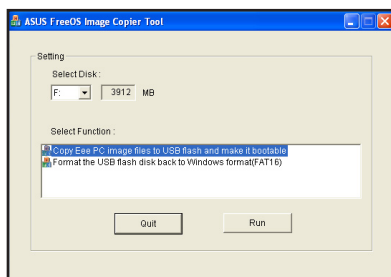 ASUS FreeOS Image Copier Tool
Setting
Select Disk :
F: 3912 MB
Select Function :
Copy Eee PC image files to USB flash and make it bootable
Format the USB flash disk back to Windows format(FAT16)
Quit Run